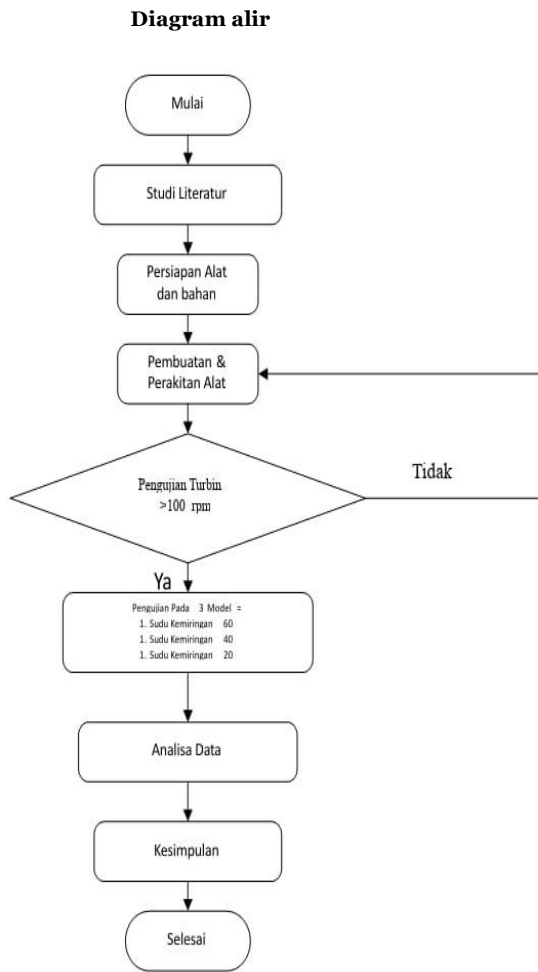 Diagram alir
Mulai
Studi Literatur
Persiapan Alat
dan bahan
Pembuatan &
Perakitan Alat
Pengujian Turbin
>100 rpm
Tidak
Ya
Pengujian Pada 3 Model =
1. Sudu Kemiringan 60
1. Sudu Kemiringan 40
1. Sudu Kemiringan 20
Analisa Data
Kesimpulan
Selesai